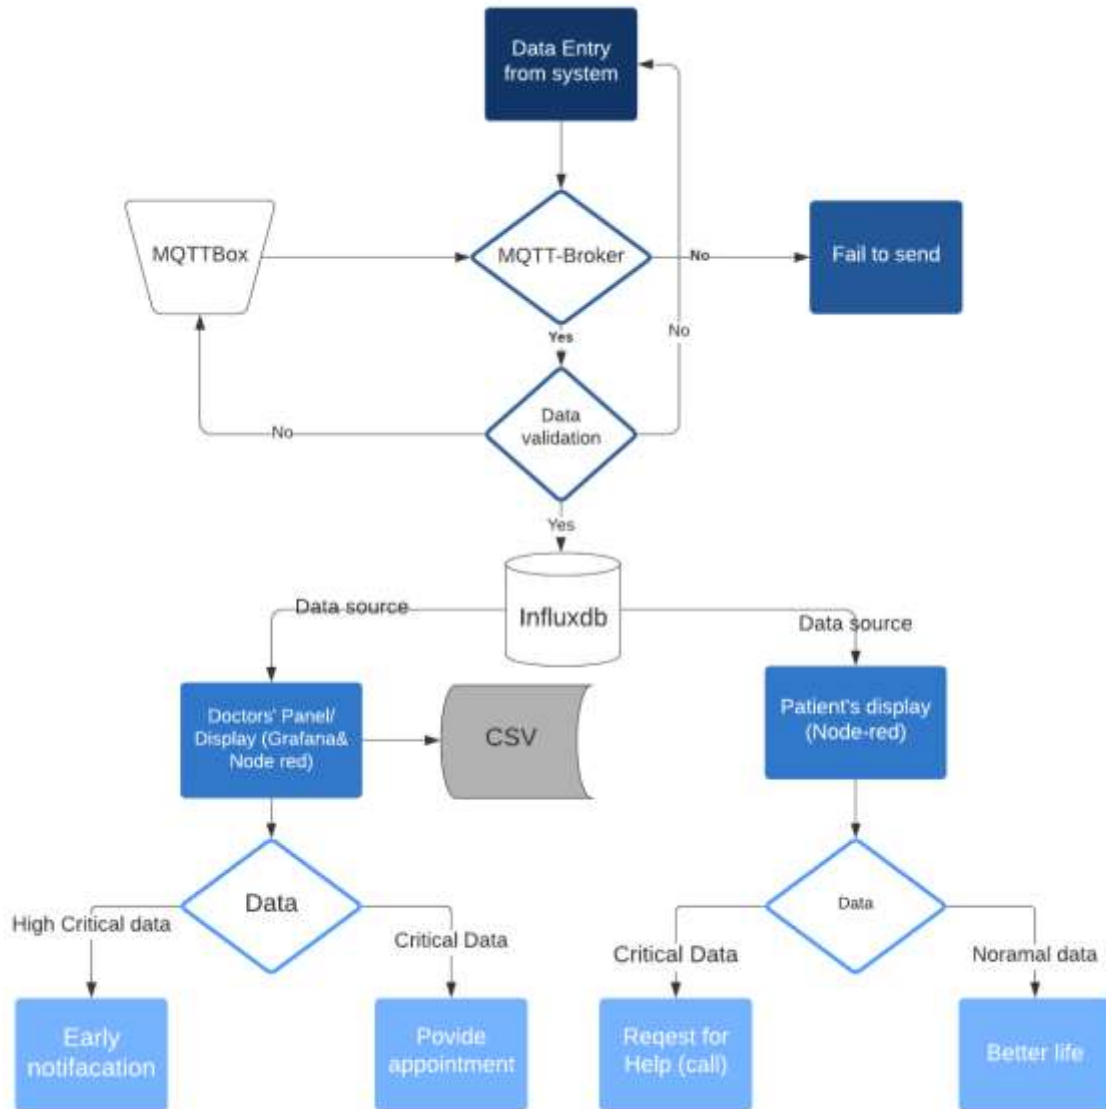 Data Entry
from system
MQTTBox
MQTT-Broker
No
Fail to send
Yes
No
Data
validation
No
Yes
Data source
Influxdb
Data source
Doctors' Panel/
Display (Grafana&
Node red)
CSV
Patient's display
(Node-red)
Data
Data
High Critical data
Critical Data
Critical Data
Noramal data
Early
notifacation
Povide
appointment
Reqest for
Help (call)
Better life